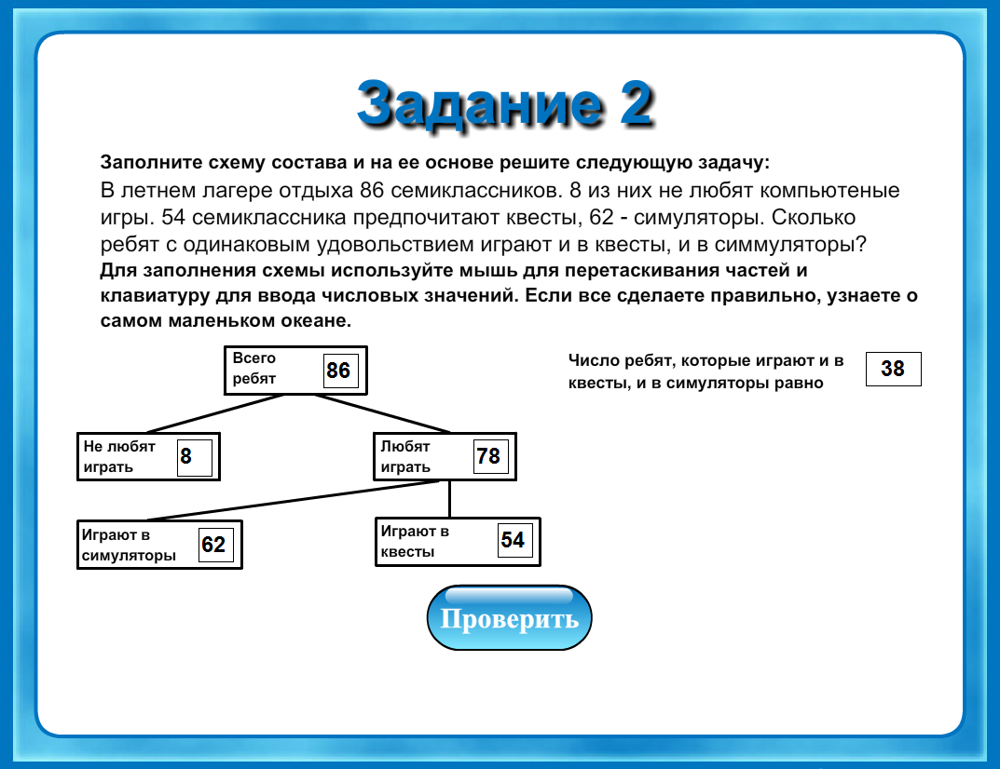 Задание 2
Заполните схему состава и на ее основе решите следующую задачу:
В летнем лагере отдыха 86 семиклассников. 8 из них не любят компьютеные
игры. 54 семиклассника предпочитают квесты, 62 - симуляторы. Сколько
ребят с одинаковым удовольствием играют и в квесты, и в симмуляторы?
Для заполнения схемы используйте мышь для перетаскивания частей и
клавиатуру для ввода числовых значений. Если все сделаете правильно, узнаете о
самом маленьком океане.
Всего
ребят
86
Число ребят, которые играют и в
квесты, и в симуляторы равно
38
Не любят
играть
8
Любят
играть
78
Играют в
симуляторы
62
Играют в
квесты
54
Проверить